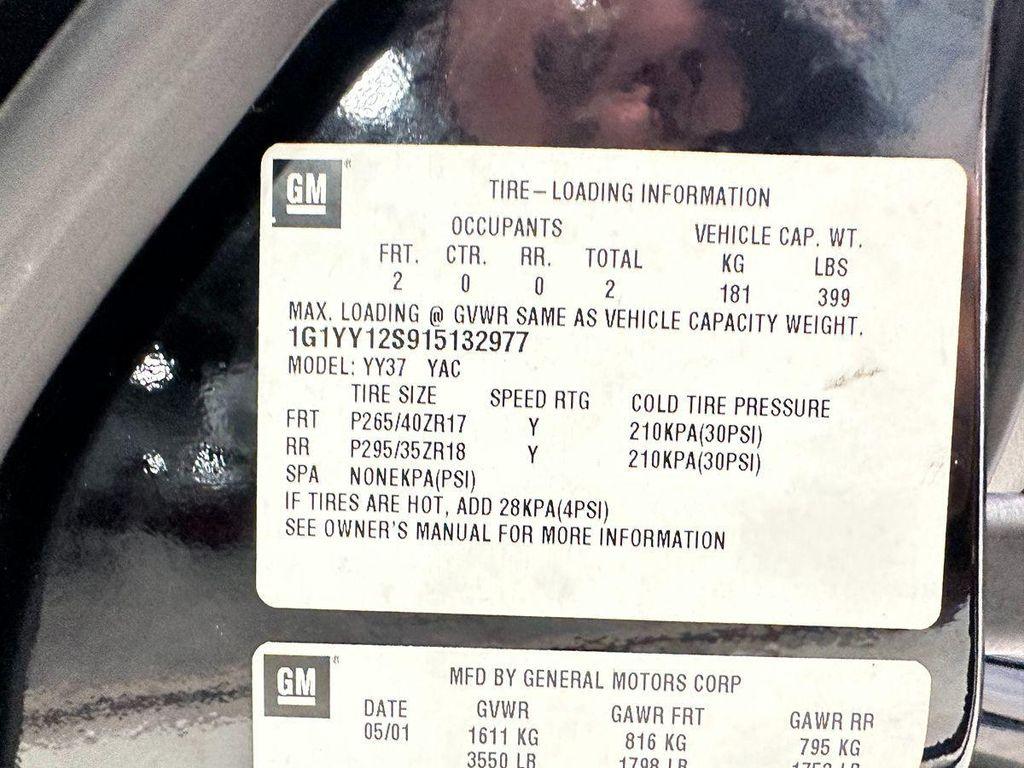 GM
TIRE-LOADING INFORMATION
OCCUPANTS VEHICLE CAP. WT.
FRT. CTR. RR. TOTAL KG LBS
2 0 0 2 181 399
MAX. LOADING @ GVWR SAME AS VEHICLE CAPACITY WEIGHT.
1G1YY12S915132977
MODEL: YY37 YAC
TIRE SIZE SPEED RTG COLD TIRE PRESSURE
FRT P265/40ZR17 Y 210KPA(30PSI)
RR P295/35ZR18 Y 210KPA(30PSI)
SPA NONEKPA(PSI)
IF TIRES ARE HOT, ADD 28KPA(4PSI)
SEE OWNER'S MANUAL FOR MORE INFORMATION
GM
MFD BY GENERAL MOTORS CORP
DATE GVWR GAWR FRT GAWR RR
05/01 1611 KG 816 KG 795 KG
3550 LB 1798 LB 1752 LB